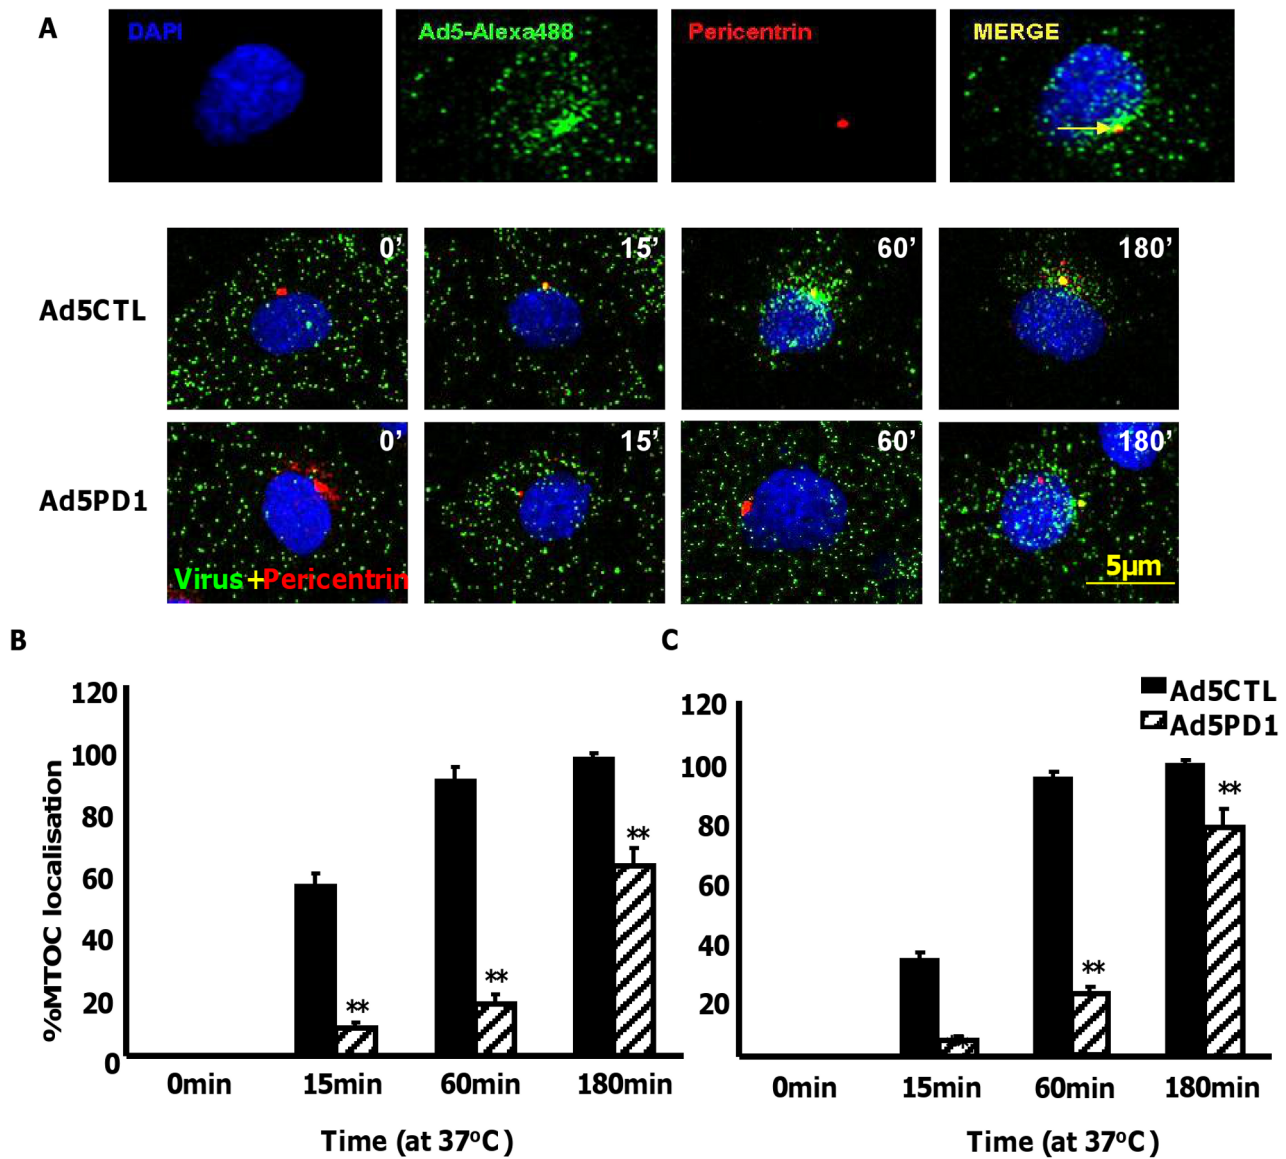 A
DAPI
Ad5-Alexa488
Pericentrin
MERGE
Ad5CTL
0’
15’
60’
180’
Ad5PD1
0’
15’
60’
180’
Virus+Pericentrin
5µm
B
%MTOC localisation
120
100
80
60
40
20
0
**
**
**
0min
15min
60min
180min
Time (at 37ºC)
C
Ad5CTL
Ad5PD1
120
100
80
60
40
20
**
**
0min
15min
60min
180min
Time (at 37ºC)